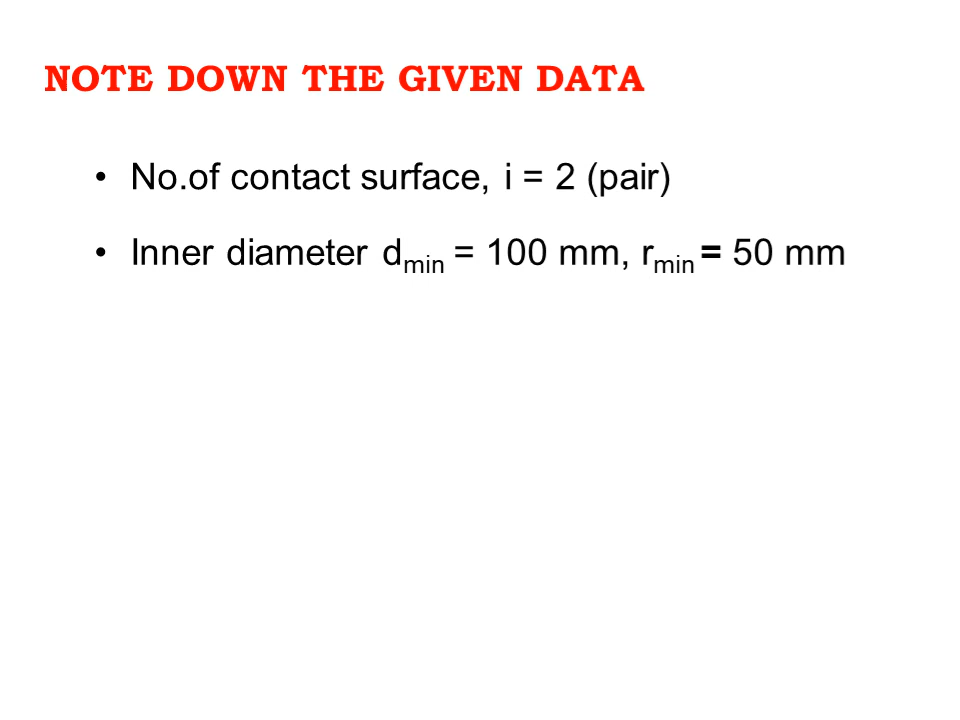 NOTE DOWN THE GIVEN DATA
• No.of contact surface, i = 2 (pair)
• Inner diameter dmin = 100 mm, rmin = 50 mm